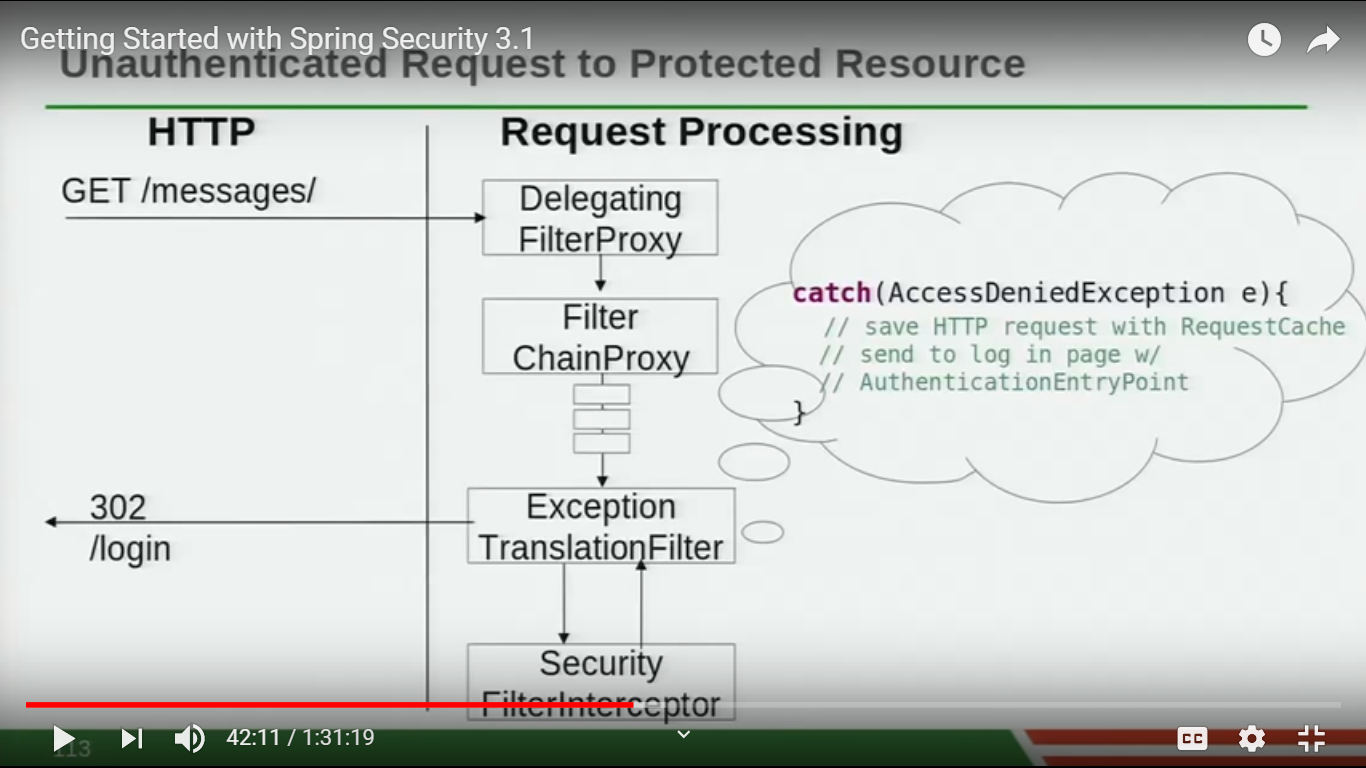 Getting Started with Spring Security 3.1
Unauthenticated Request to Protected Resource
HTTP
Request Processing
GET /messages/
Delegating
FilterProxy
Filter
ChainProxy
catch(AccessDeniedException e){
// save HTTP request with RequestCache
// send to log in page w/
// AuthenticationEntryPoint
}
302
/login
Exception
TranslationFilter
Security
FilterInterceptor
42:11 / 1:31:19
CC
113